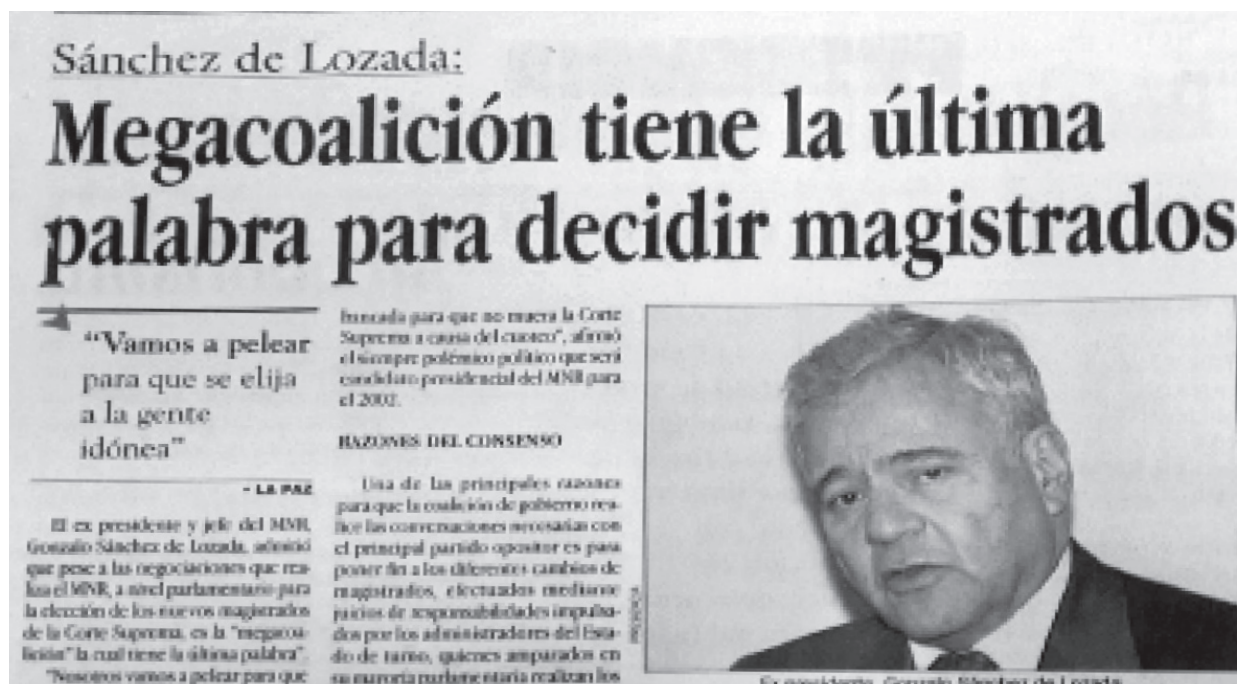 Sánchez de Lozada:
Megacoalición tiene la última
palabra para decidir magistrados
“Vamos a pelear
para que se elija
a la gente
idónea”
- LA PAZ
El ex presidente y jefe del MNR,
Gonzalo Sánchez de Lozada, admitió
que pese a las negociaciones que rea-
liza el MNR, a nivel parlamentario para
la elección de los nuevos magistrados
de la Corte Suprema, es la "megacoa-
lición" la cual tiene la última palabra".
"Nosotros vamos a pelear para que
buscada para que no muera la Corte
Suprema a causa del cuoteo", afirmó
el siempre polémico político que será
candidato presidencial del MNR para
el 2002.
RAZONES DEL CONSENSO
Una de las principales razones
para que la coalición de gobierno rea-
lice las conversaciones necesarias con
el principal partido opositor es para
poner fin a los diferentes cambios de
magistrados, efectuados mediante
juicios de responsabilidades impulsa-
dos por los administradores del Esta-
do de turno, quienes amparados en
su mayoría parlamentaria realizan los
Ex presidente, Gonzalo Sánchez de Lozada